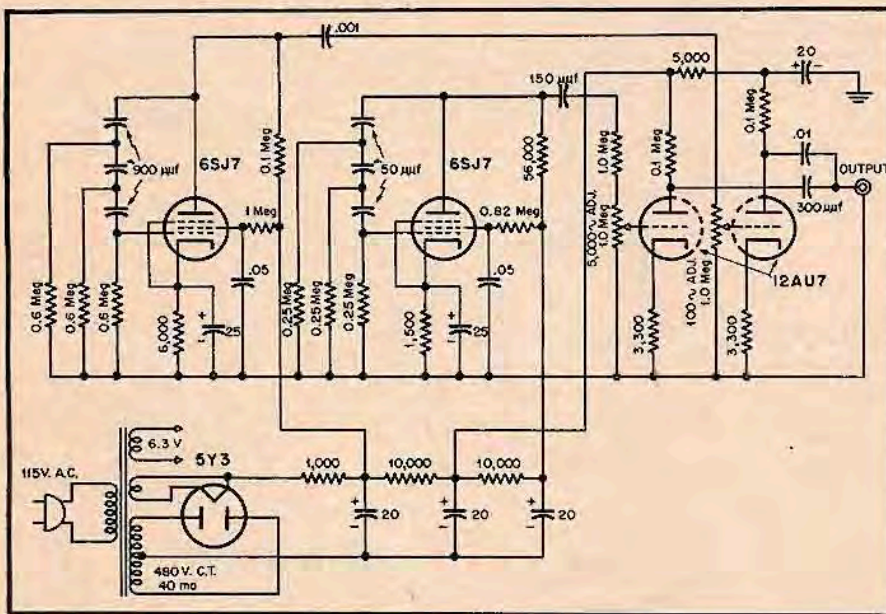 .001
20
5,000
150 µµf
0.1 Meg
0.1 Meg
0.1 Meg
56,000
1.0 Meg
.01
OUTPUT
900 µµf
6SJ7
50 µµf
6SJ7
300µµf
1 Meg
0.82 Meg
5,000~ ADJ.
1.0 Meg
100~ ADJ.
1.0 Meg
12AU7
.05
.05
0.6 Meg
0.6 Meg
0.6 Meg
6,000
25
0.25 Meg
0.25 Meg
0.25 Meg
1,500
25
3,300
3,300
6.3 V
5Y3
115V. A.C.
1,000
10,000
10,000
20
20
20
480 V. C.T.
40 ma